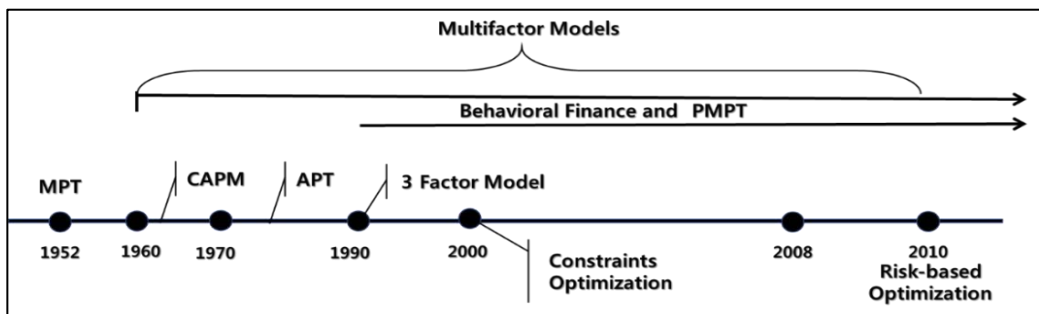 Multifactor Models
Behavioral Finance and PMPT
MPT
CAPM
APT
3 Factor Model
1952
1960
1970
1990
2000
2008
2010
Constraints
Optimization
Risk-based
Optimization